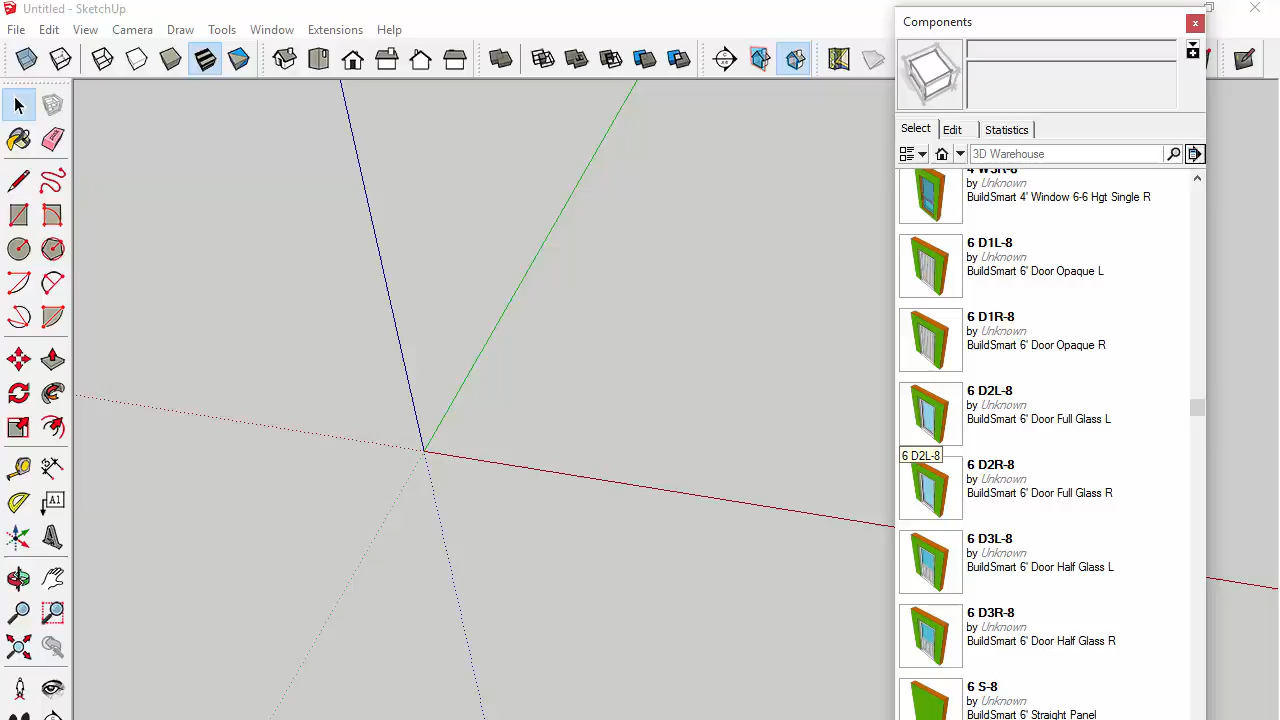 Untitled - SketchUp
File Edit View Camera Draw Tools Window Extensions Help
Components
Select Edit Statistics
3D Warehouse
4 W3R-8
by Unknown
BuildSmart 4' Window 6-6 Hgt Single R
6 D1L-8
by Unknown
BuildSmart 6' Door Opaque L
6 D1R-8
by Unknown
BuildSmart 6' Door Opaque R
6 D2L-8
by Unknown
BuildSmart 6' Door Full Glass L
6 D2L-8
6 D2R-8
by Unknown
BuildSmart 6' Door Full Glass R
6 D3L-8
by Unknown
BuildSmart 6' Door Half Glass L
6 D3R-8
by Unknown
BuildSmart 6' Door Half Glass R
6 S-8
by Unknown
BuildSmart 6' Straight Panel
A1